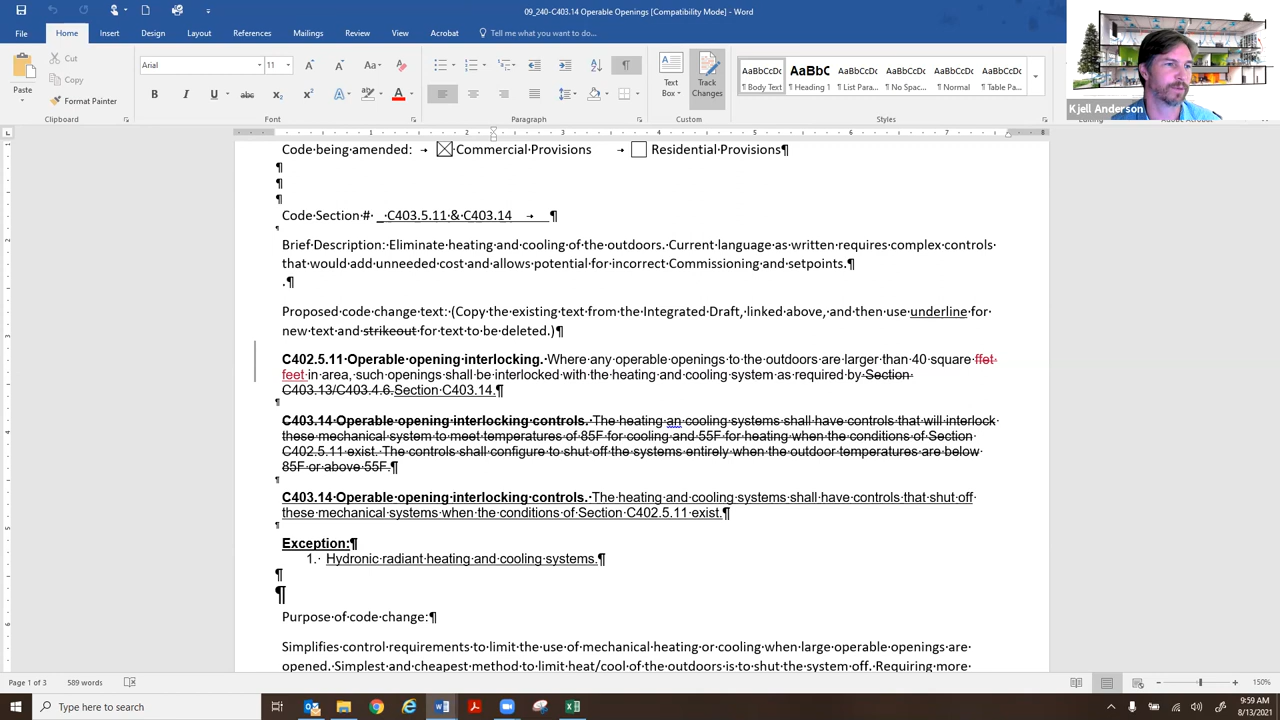 09_240-C403.14 Operable Openings [Compatibility Mode] - Word
File Home Insert Draw Design Layout References Mailings Review View Acrobat Tell me what you want to do...
Paste Cut Copy Format Painter
Arial 11
Text Box Track Changes
AaBbCcDc AaBbC AaBbCcDc AaBbCcDc AaBbCcDc AaBbCcDc
¶ Body Text ¶ Heading 1 ¶ List Para... ¶ No Spac... ¶ Normal ¶ Table Pa...
Clipboard Font Paragraph Custom Styles
Kjell Anderson
Code being amended: Commercial Provisions Residential Provisions¶
¶
¶
¶
Code Section # _ C403.5.11 & C403.14 ¶
¶
Brief Description: Eliminate heating and cooling of the outdoors. Current language as written requires complex controls
that would add unneeded cost and allows potential for incorrect Commissioning and setpoints.¶
.¶
Proposed code change text: (Copy the existing text from the Integrated Draft, linked above, and then use underline for
new text and strikeout for text to be deleted.)¶
C402.5.11 Operable opening interlocking. Where any operable openings to the outdoors are larger than 40 square ffet
feet in area, such openings shall be interlocked with the heating and cooling system as required by Section
C403.13/C403.4.6.Section C403.14.¶
¶
C403.14 Operable opening interlocking controls. The heating an cooling systems shall have controls that will interlock
these mechanical system to meet temperatures of 85F for cooling and 55F for heating when the conditions of Section
C402.5.11 exist. The controls shall configure to shut off the systems entirely when the outdoor temperatures are below
85F or above 55F.¶
¶
C403.14 Operable opening interlocking controls. The heating and cooling systems shall have controls that shut off
these mechanical systems when the conditions of Section C402.5.11 exist.¶
¶
Exception:¶
1. Hydronic radiant heating and cooling systems.¶
¶
¶
Purpose of code change:¶
Simplifies control requirements to limit the use of mechanical heating or cooling when large operable openings are
opened. Simplest and cheapest method to limit heat/cool of the outdoors is to shut the system off. Requiring more
Page 1 of 3 589 words 150%
Type here to search
9:59 AM
8/13/2021